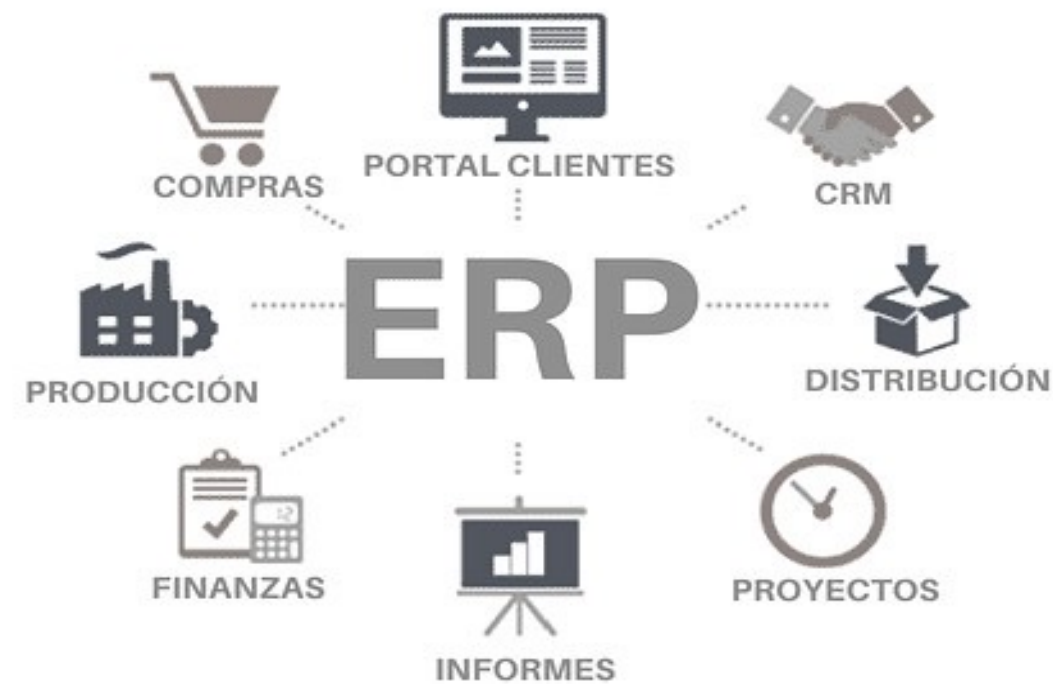 PORTAL CLIENTES
COMPRAS
CRM
ERP
PRODUCCIÓN
DISTRIBUCIÓN
FINANZAS
PROYECTOS
INFORMES